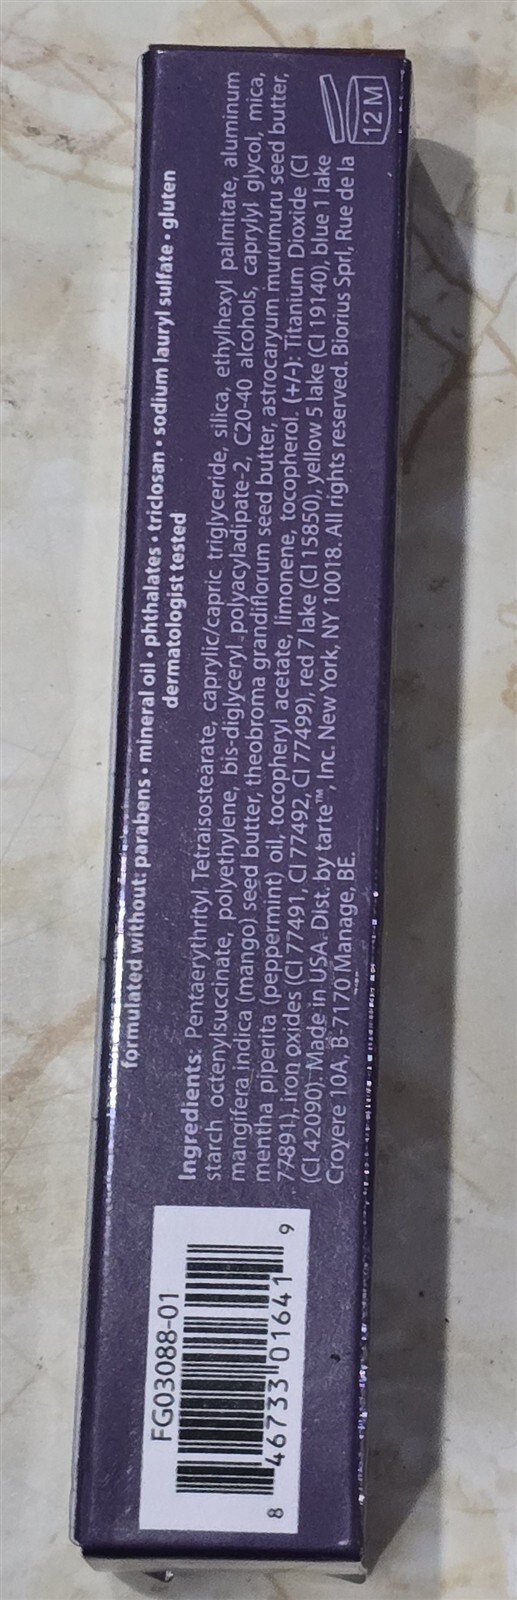 formulated without: parabens • mineral oil • phthalates • triclosan • sodium lauryl sulfate • gluten
dermatologist tested
Ingredients: Pentaerythrityl Tetraisostearate, caprylic/capric triglyceride, silica, ethylhexyl palmitate, aluminum
starch octenylsuccinate, polyethylene, bis-diglyceryl polyacyladipate-2, C20-40 alcohols, caprylyl glycol, mica,
mangifera indica (mango) seed butter, theobroma grandiflorum seed butter, astrocaryum murumuru seed butter,
mentha piperita (peppermint) oil, tocopheryl acetate, limonene, tocopherol. (+/-): Titanium Dioxide (CI
77891), iron oxides (CI 77491, CI 77492, CI 77499), red 7 lake (CI 15850), yellow 5 lake (CI 19140), blue 1 lake
(CI 42090). Made in USA. Dist. by tarte™, Inc. New York, NY 10018. All rights reserved. Biorius Sprl, Rue de la
Croyere 10A, B-7170 Manage, BE.
12 M
FG03088-01
8 46733 01641 9